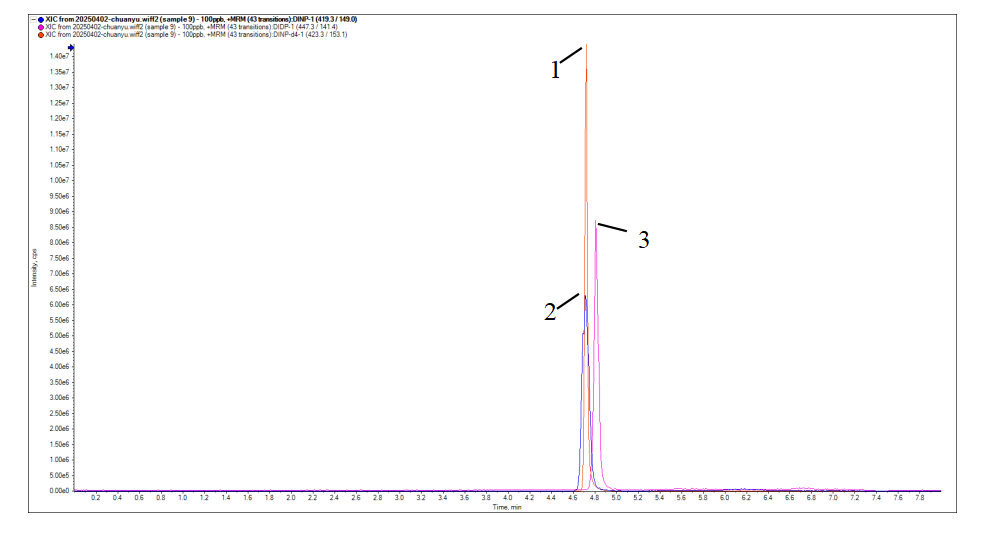 XIC from 20250402-chuanyu.wiff2 (sample 9) - 100ppb, +MRM (43 transitions):DINP-1 (419.3 / 149.0)
XIC from 20250402-chuanyu.wiff2 (sample 9) - 100ppb, +MRM (43 transitions):DIDP-1 (447.3 / 141.4)
XIC from 20250402-chuanyu.wiff2 (sample 9) - 100ppb, +MRM (43 transitions):DINP-d4-1 (423.3 / 153.1)
1.40e7
1.35e7
1.30e7
1.25e7
1.20e7
1.15e7
1.10e7
1.05e7
1.00e7
9.50e6
9.00e6
8.50e6
8.00e6
7.50e6
7.00e6
6.50e6
6.00e6
5.50e6
5.00e6
4.50e6
4.00e6
3.50e6
3.00e6
2.50e6
2.00e6
1.50e6
1.00e6
5.00e5
0.00e0
Intensity, cps
1
3
2
0.2 0.4 0.6 0.8 1.0 1.2 1.4 1.6 1.8 2.0 2.2 2.4 2.6 2.8 3.0 3.2 3.4 3.6 3.8 4.0 4.2 4.4 4.6 4.8 5.0 5.2 5.4 5.6 5.8 6.0 6.2 6.4 6.6 6.8 7.0 7.2 7.4 7.6 7.8
Time, min